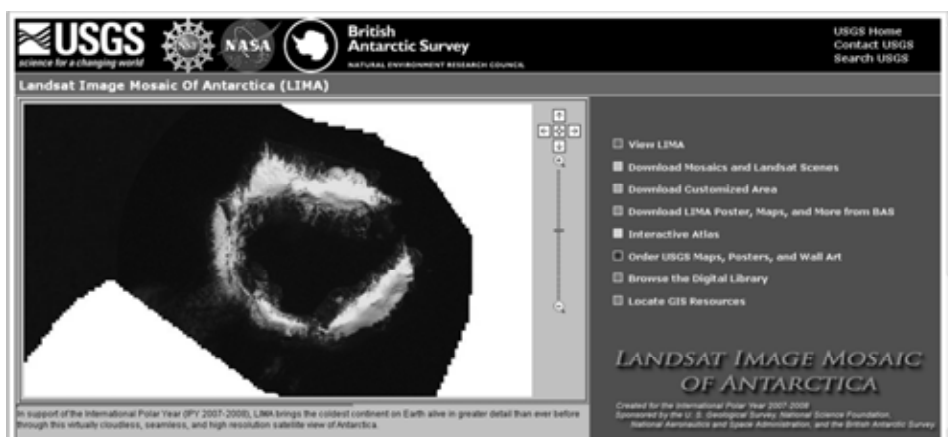 USGS
science for a changing world
NSF
NASA
British
Antarctic Survey
NATURAL ENVIRONMENT RESEARCH COUNCIL
USGS Home
Contact USGS
Search USGS
Landsat Image Mosaic Of Antarctica (LIMA)
View LIMA
Download Mosaics and Landsat Scenes
Download Customized Area
Download LIMA Poster, Maps, and More from BAS
Interactive Atlas
Order USGS Maps, Posters, and Wall Art
Browse the Digital Library
Locate GIS Resources
LANDSAT IMAGE MOSAIC
OF ANTARCTICA
Created for the International Polar Year 2007-2008
Sponsored by the U. S. Geological Survey, National Science Foundation,
National Aeronautics and Space Administration, and the British Antarctic Survey
In support of the International Polar Year (IPY 2007-2008), LIMA brings the coldest continent on Earth alive in greater detail than ever before
through this virtually cloudless, seamless, and high resolution satellite view of Antarctica.